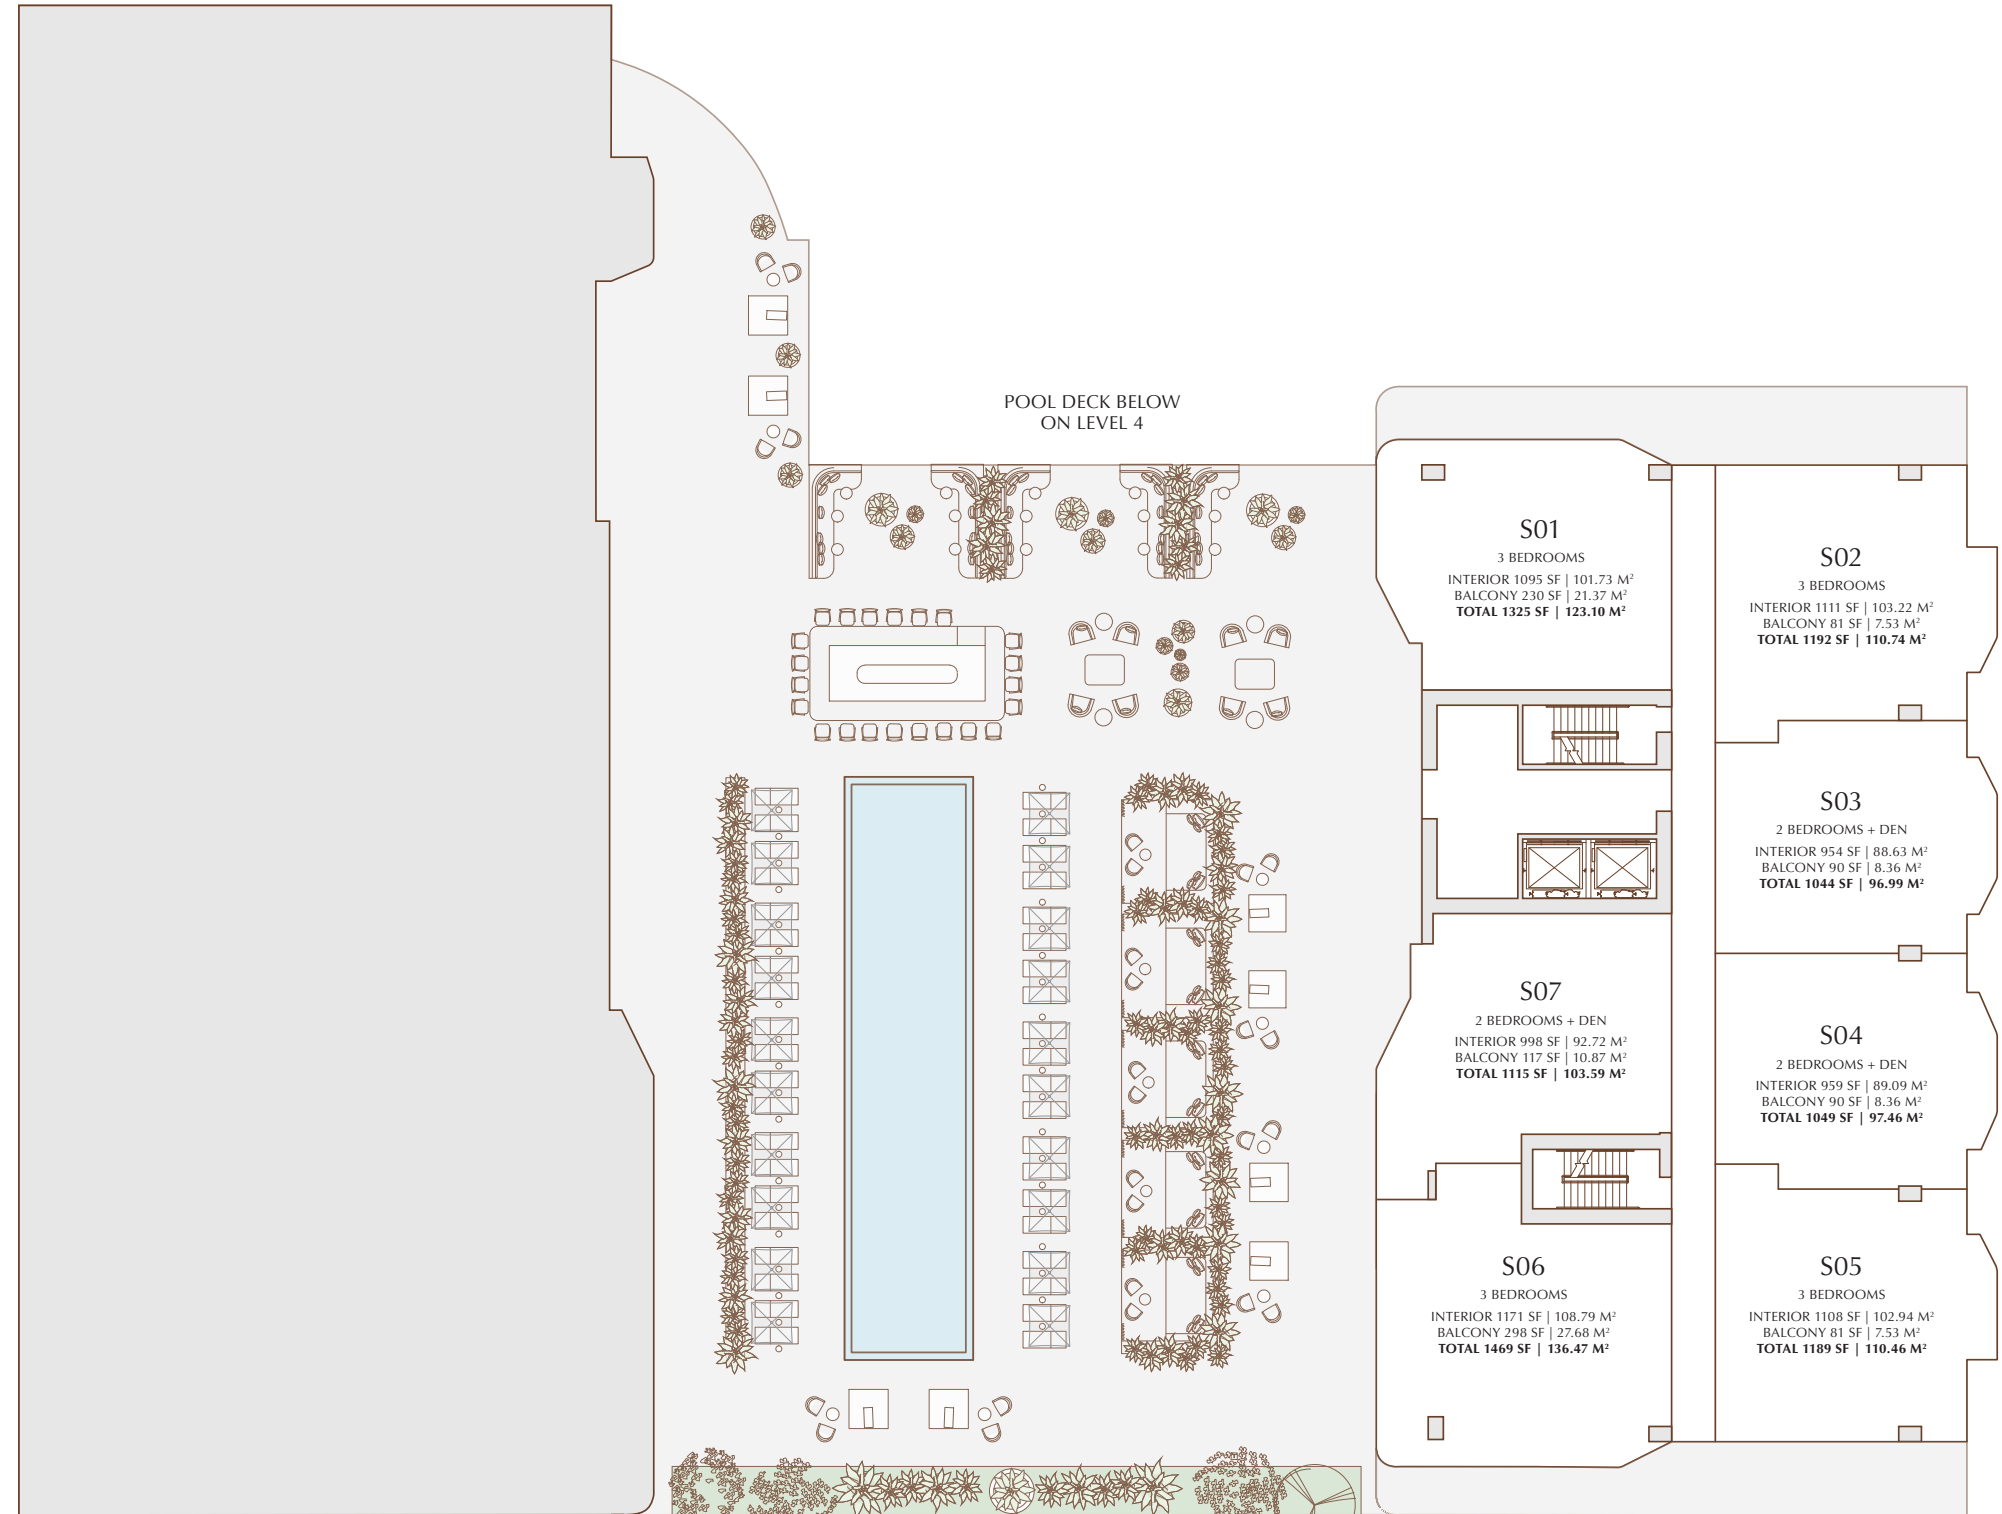 POOL DECK BELOW
ON LEVEL 4
S01
3 BEDROOMS
INTERIOR 1095 SF | 101.73 M²
BALCONY 230 SF | 21.37 M²
TOTAL 1325 SF | 123.10 M²
S02
3 BEDROOMS
INTERIOR 1111 SF | 103.22 M²
BALCONY 81 SF | 7.53 M²
TOTAL 1192 SF | 110.74 M²
S03
2 BEDROOMS + DEN
INTERIOR 954 SF | 88.63 M²
BALCONY 90 SF | 8.36 M²
TOTAL 1044 SF | 96.99 M²
S07
2 BEDROOMS + DEN
INTERIOR 998 SF | 92.72 M²
BALCONY 117 SF | 10.87 M²
TOTAL 1115 SF | 103.59 M²
S04
2 BEDROOMS + DEN
INTERIOR 959 SF | 89.09 M²
BALCONY 90 SF | 8.36 M²
TOTAL 1049 SF | 97.46 M²
S06
3 BEDROOMS
INTERIOR 1171 SF | 108.79 M²
BALCONY 298 SF | 27.68 M²
TOTAL 1469 SF | 136.47 M²
S05
3 BEDROOMS
INTERIOR 1108 SF | 102.94 M²
BALCONY 81 SF | 7.53 M²
TOTAL 1189 SF | 110.46 M²